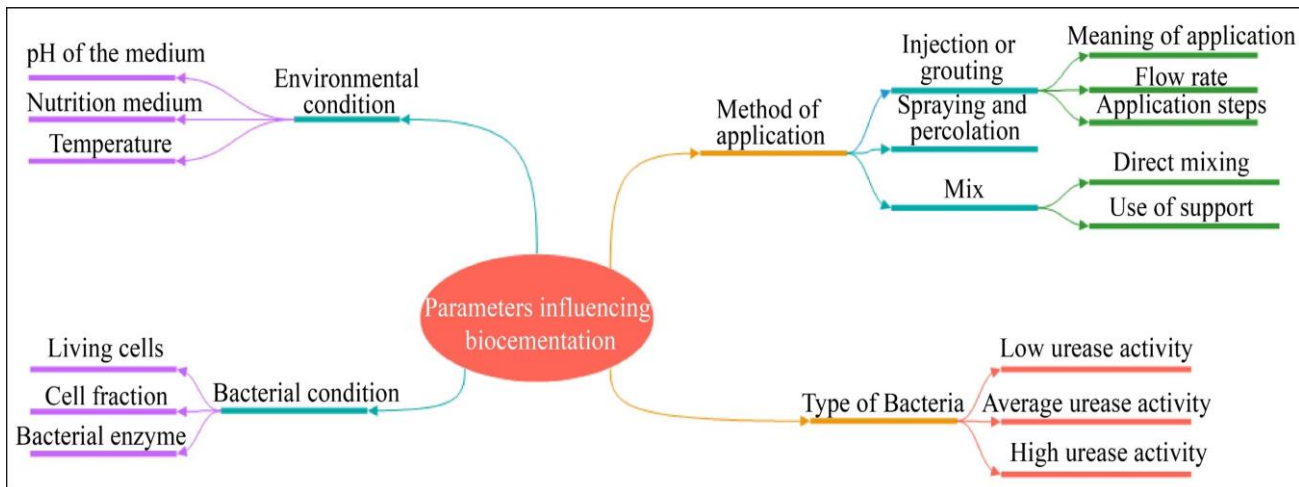 pH of the medium
Nutrition medium
Temperature
Environmental
condition
Living cells
Cell fraction
Bacterial enzyme
Bacterial condition
Parameters influencing
biocementation
Method of
application
Injection or
grouting
Spraying and
percolation
Mix
Meaning of application
Flow rate
Application steps
Direct mixing
Use of support
Type of Bacteria
Low urease activity
Average urease activity
High urease activity